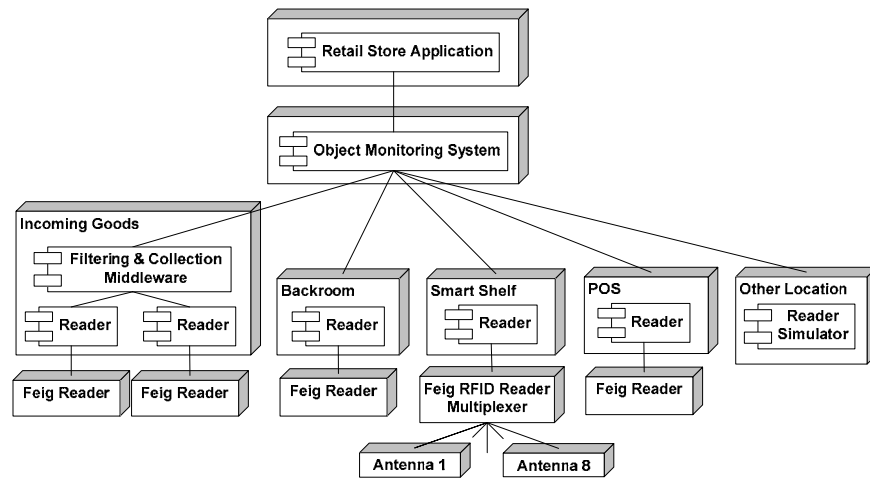 Retail Store Application
Object Monitoring System
Incoming Goods
Filtering & Collection
Middleware
Reader
Reader
Backroom
Reader
Smart Shelf
Reader
POS
Reader
Other Location
Reader
Simulator
Feig Reader
Feig Reader
Feig Reader
Feig RFID Reader
Multiplexer
Feig Reader
Antenna 1
Antenna 8